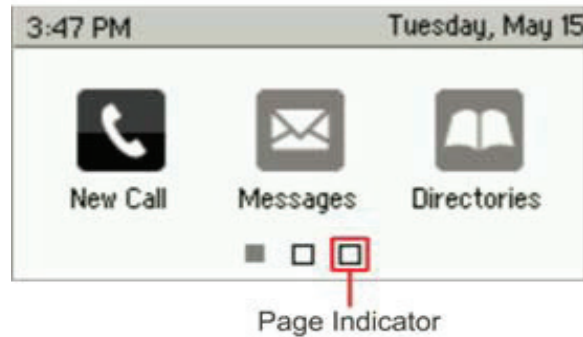 3:47 PM Tuesday, May 15
New Call Messages Directories
Page Indicator